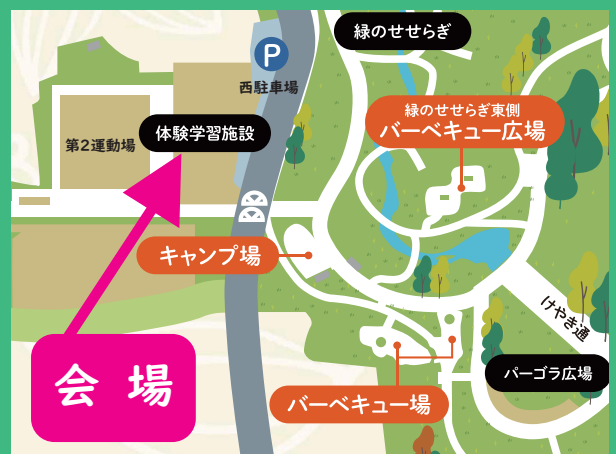 緑のせせらぎ
P
西駐車場
緑のせせらぎ東側
バーベキュー広場
第2運動場
体験学習施設
キャンプ場
けやき通
会 場
パーゴラ広場
バーベキュー場